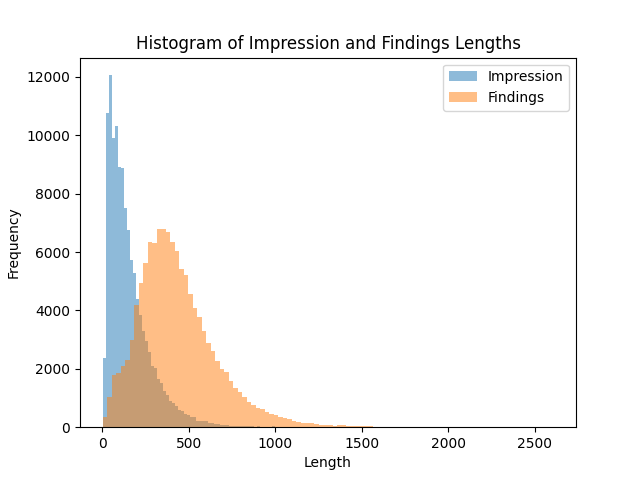 Histogram of Impression and Findings Lengths
Impression
Findings
12000
10000
8000
6000
4000
2000
0
Frequency
0 500 1000 1500 2000 2500
Length